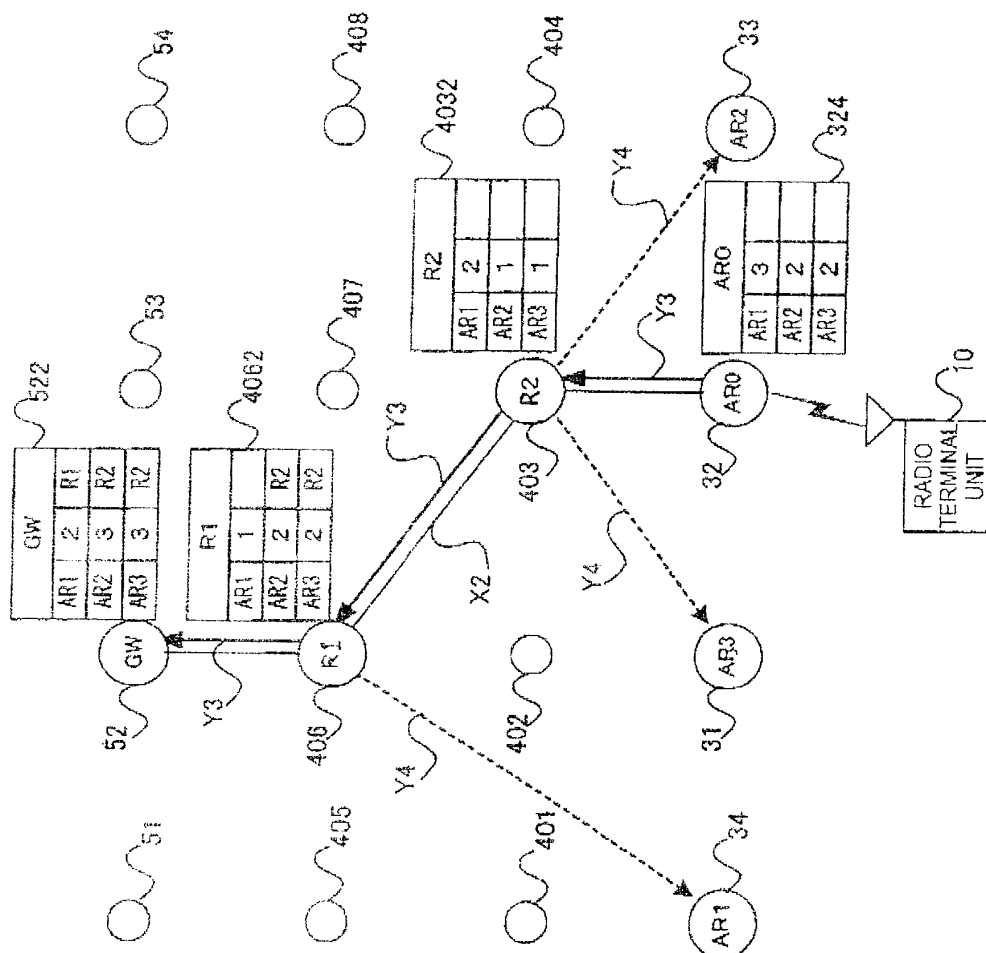 51
52
GW
522
GW
AR1 2 R1
AR2 3 R2
AR3 3 R2
53
54
Y3
405
406
R1
4062
R1
AR1 1
AR2 2 R2
AR3 2 R2
407
408
Y3
X2
Y4
401
402
403
R2
4032
R2
AR1 2
AR2 1
AR3 1
404
Y4
Y4
Y3
34
AR1
31
AR3
32
AR0
324
AR0
AR1 3
AR2 2
AR3 2
33
AR2
10
RADIO
TERMINAL
UNIT